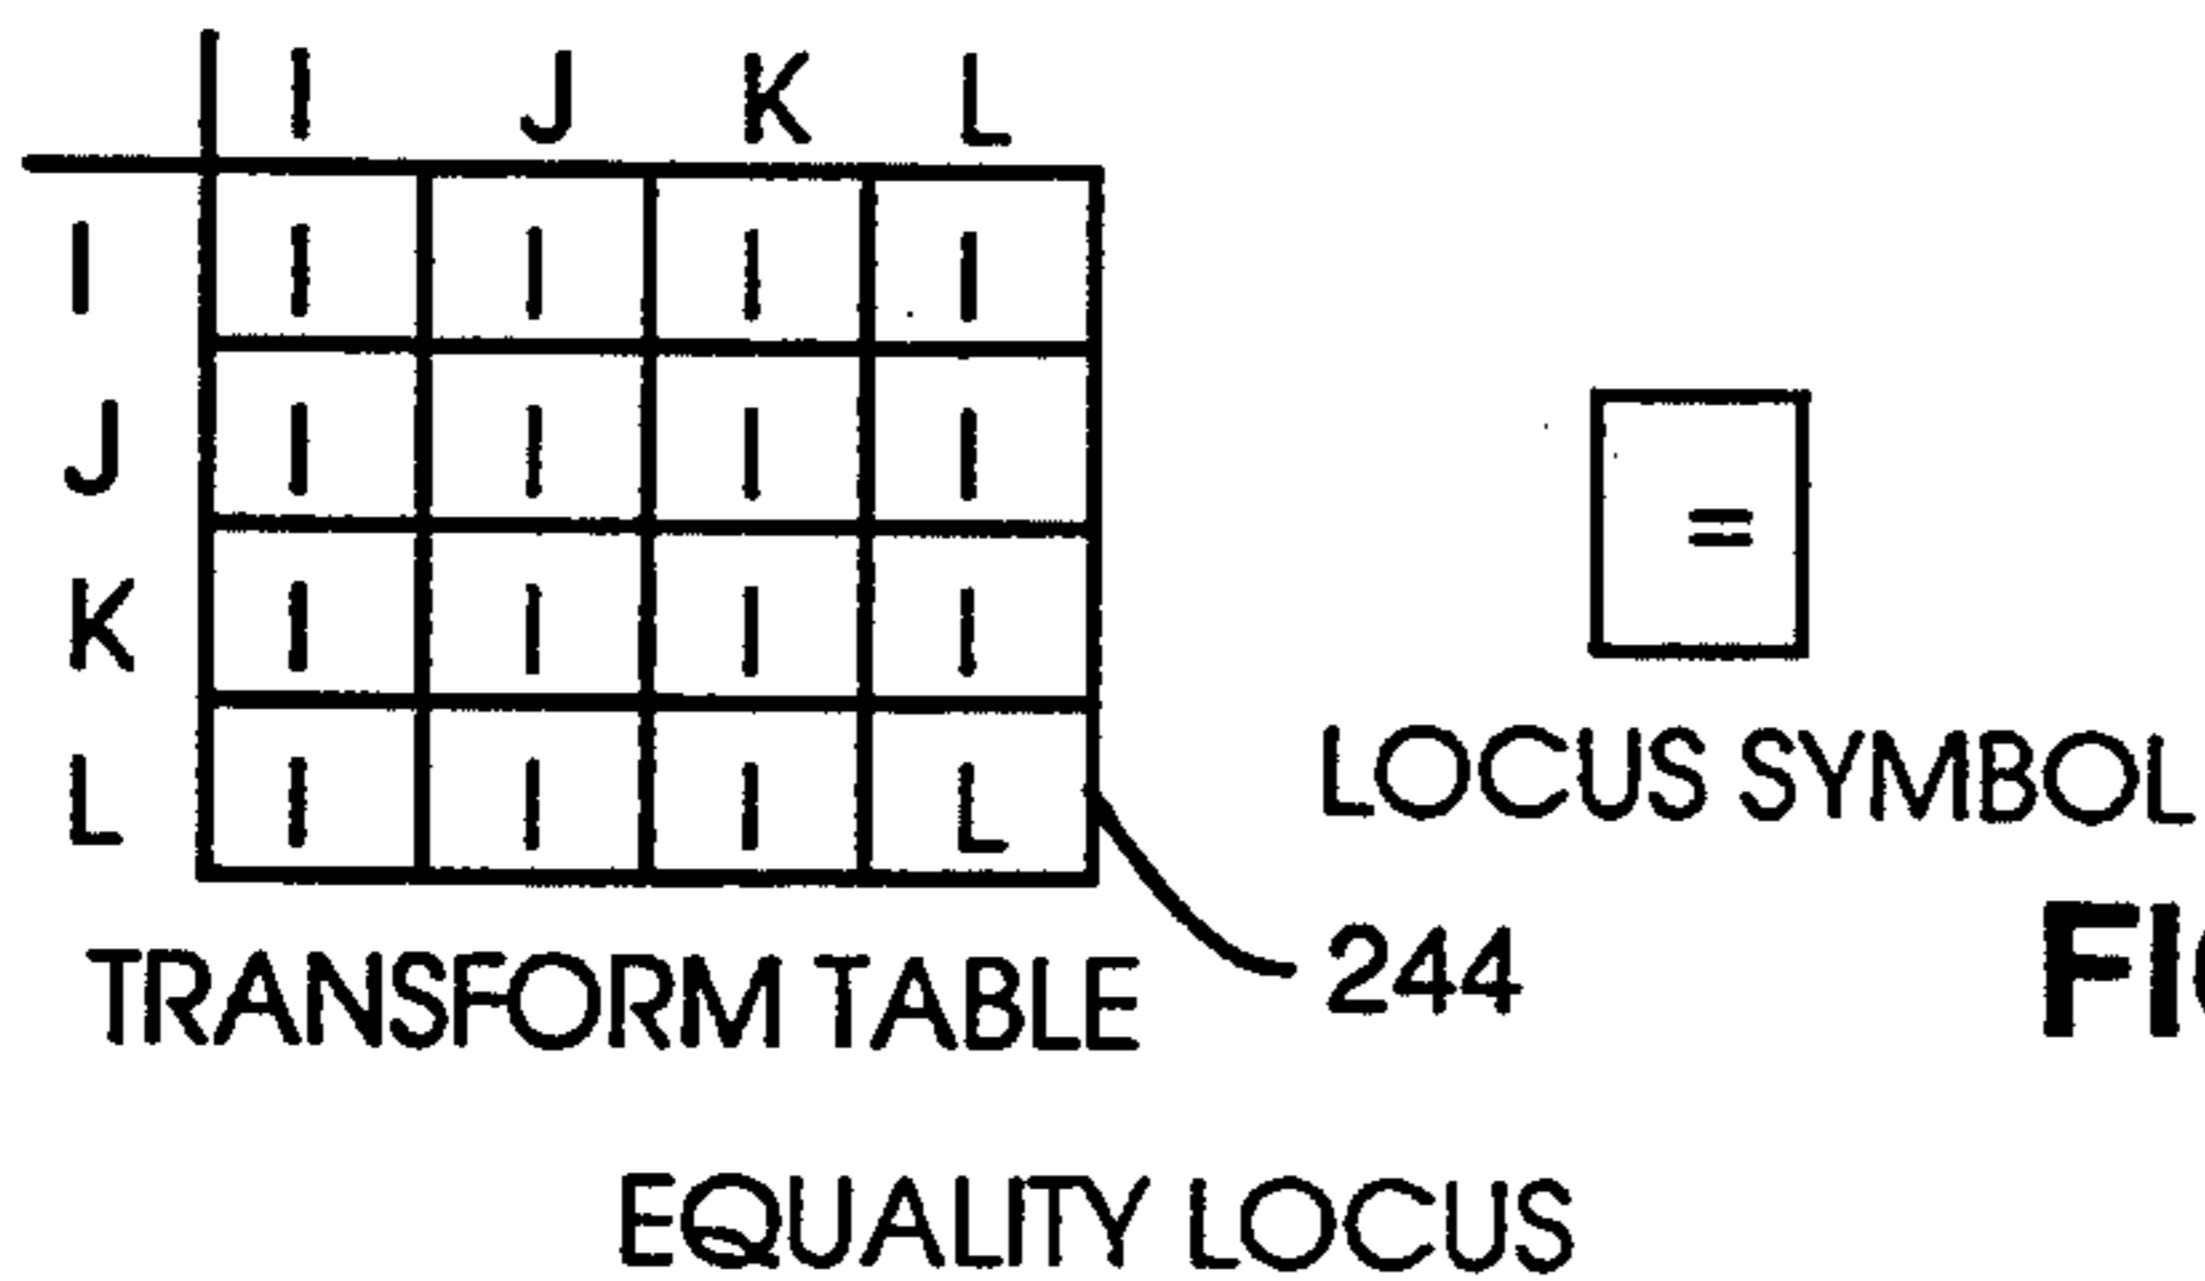 I J K L
I I I I I
J I I I I
K I I I I
L I I I L
=
LOCUS SYMBOL
TRANSFORM TABLE
244
EQUALITY LOCUS